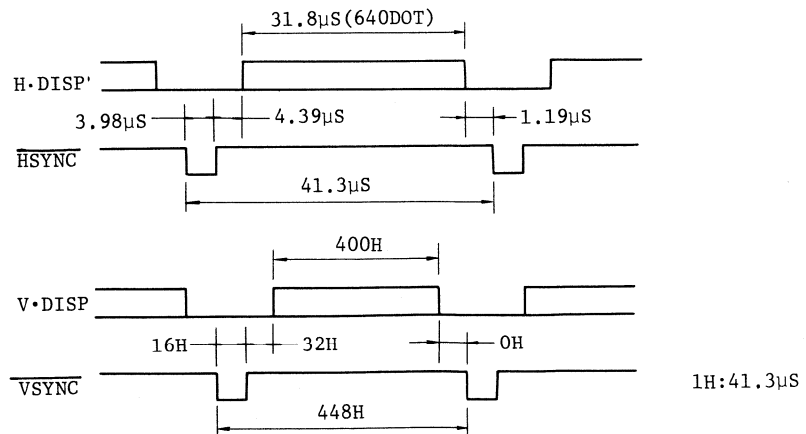 31.8µS(640DOT)
H·DISP'
3.98µS
4.39µS
1.19µS
HSYNC
41.3µS
400H
V·DISP
16H
32H
0H
VSYNC
1H:41.3µS
448H